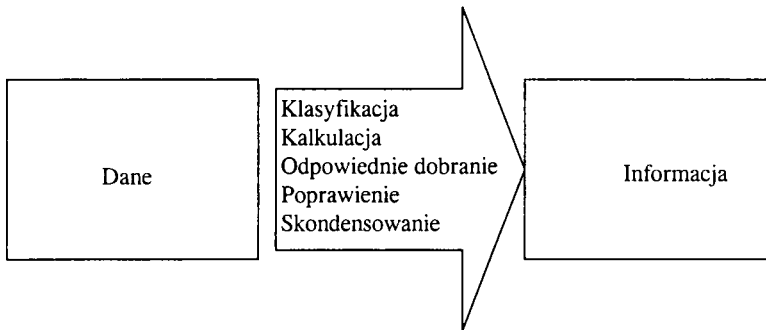 Dane
Klasyfikacja
Kalkulacja
Odpowiednie dobranie
Poprawienie
Skondensowanie
Informacja